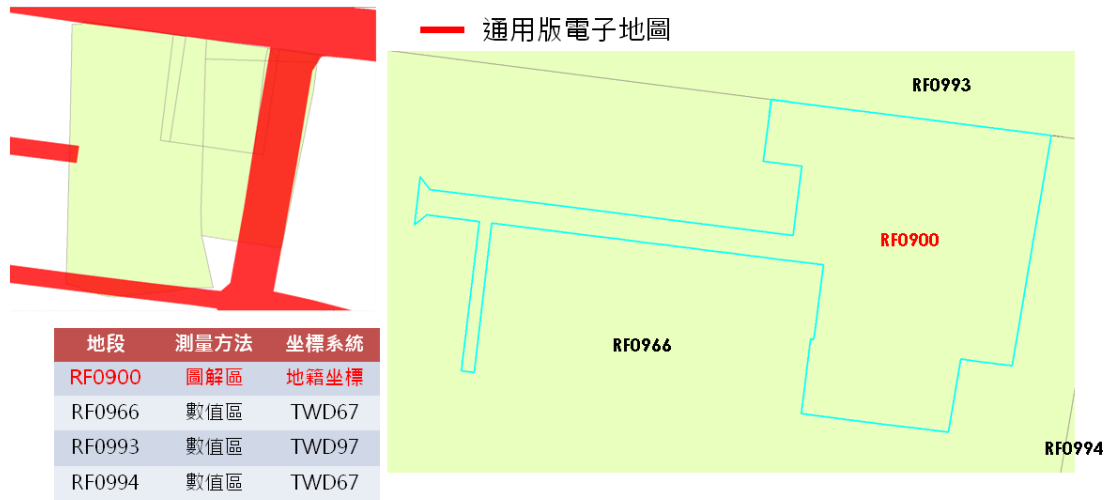 通用版電子地圖
RF0993
RF0900
RF0966
RF0994
地段 測量方法 坐標系統
RF0900 圖解區 地籍坐標
RF0966 數值區 TWD67
RF0993 數值區 TWD97
RF0994 數值區 TWD67